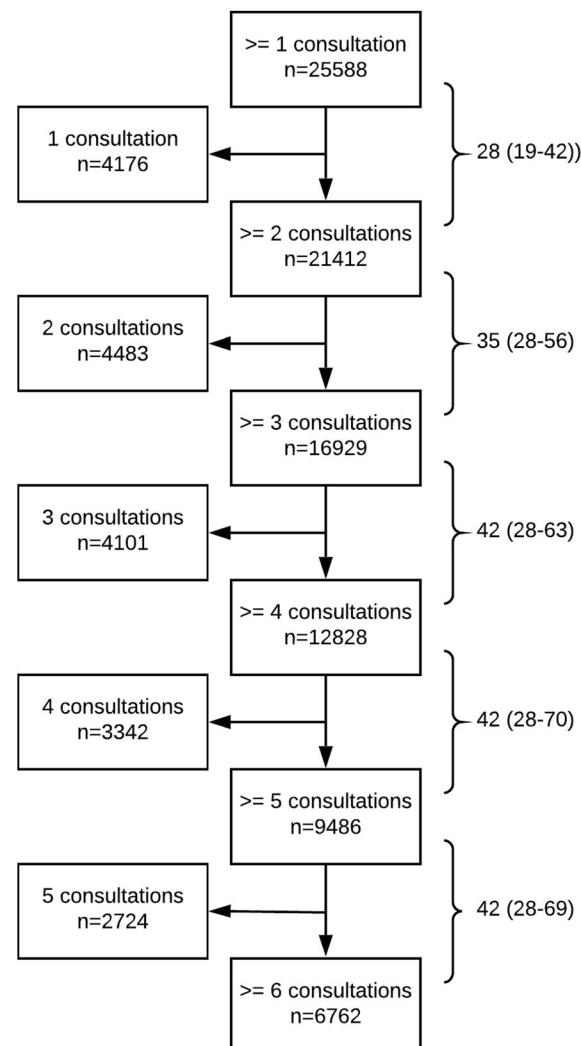 >= 1 consultation
n=25588
1 consultation
n=4176
28 (19-42))
>= 2 consultations
n=21412
2 consultations
n=4483
35 (28-56)
>= 3 consultations
n=16929
3 consultations
n=4101
42 (28-63)
>= 4 consultations
n=12828
4 consultations
n=3342
42 (28-70)
>= 5 consultations
n=9486
5 consultations
n=2724
42 (28-69)
>= 6 consultations
n=6762